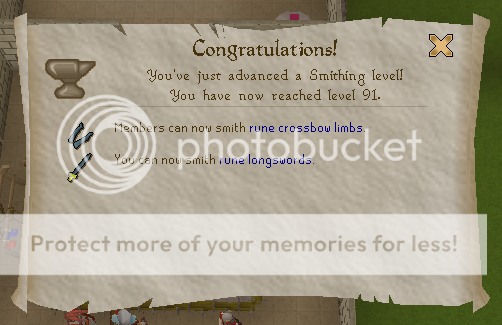 Congratulations!
You've just advanced a Smithing level!
You have now reached level 91.
Members can now smith rune crossbow limbs.
You can now smith rune longswords.
photobucket
Protect more of your memories for less!